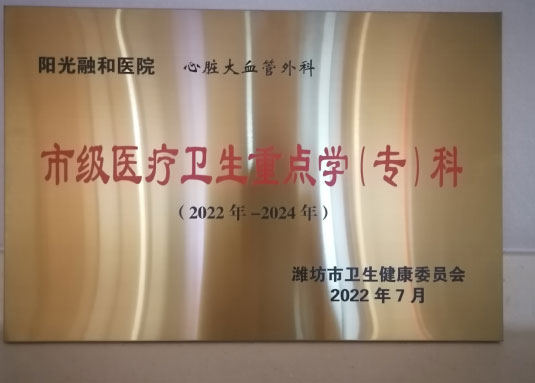 阳光融和医院 心脏大血管外科
市级医疗卫生重点学(专)科
(2022年-2024年)
潍坊市卫生健康委员会
2022年7月